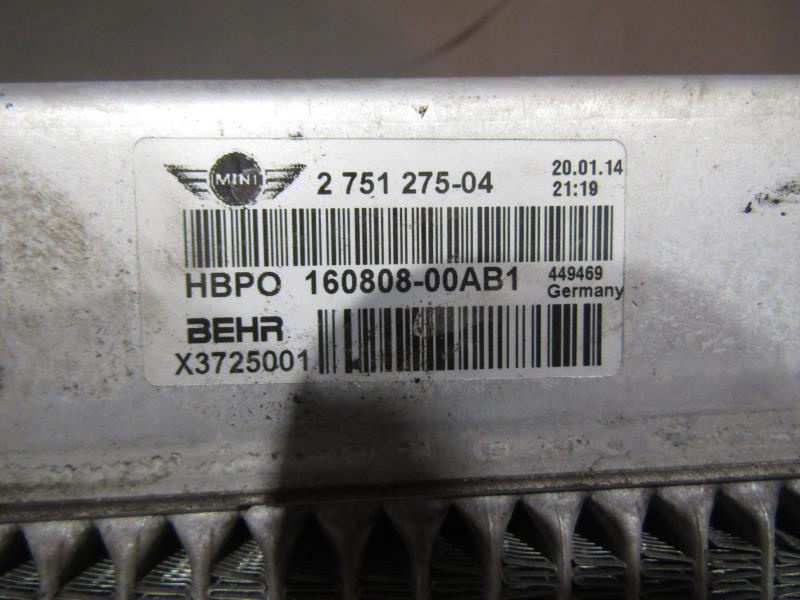 MINI 2 751 275-04 20.01.14
21:19
HBPO 160808-00AB1 449469
Germany
BEHR
X3725001